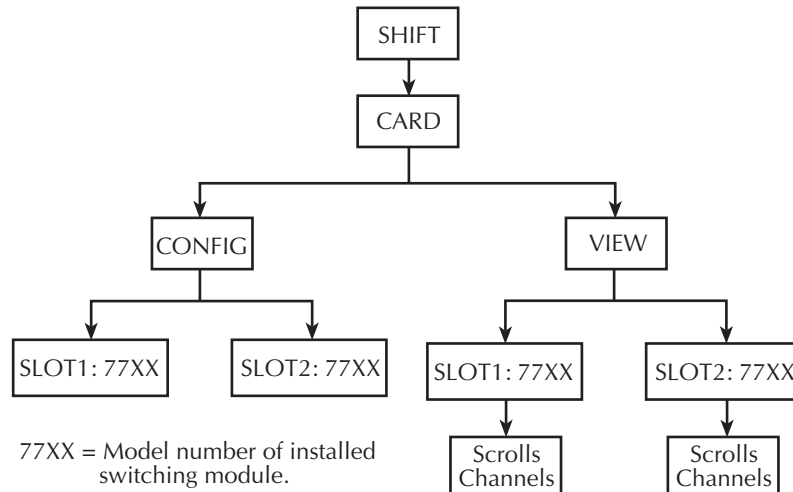 SHIFT
CARD
CONFIG
VIEW
SLOT1: 77XX
SLOT2: 77XX
SLOT1: 77XX
SLOT2: 77XX
77XX = Model number of installed
switching module.
Scrolls
Channels
Scrolls
Channels